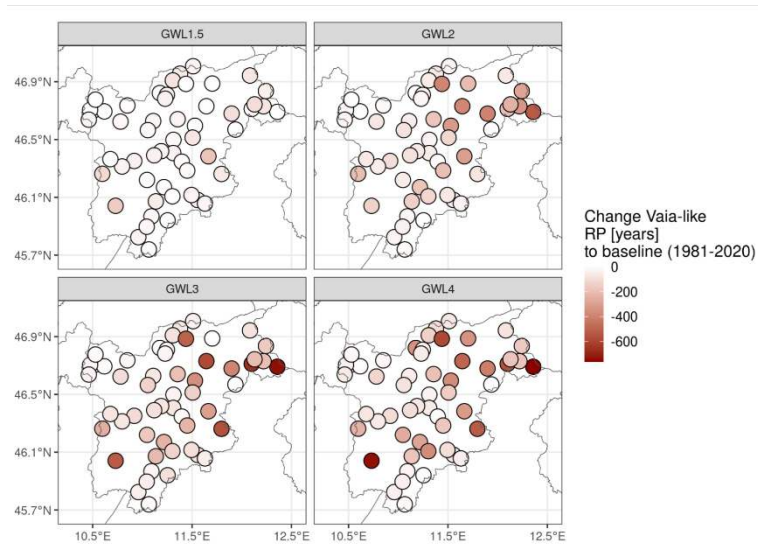 GWL1.5
GWL2
46.9°N
46.5°N
46.1°N
45.7°N
GWL3
GWL4
46.9°N
46.5°N
46.1°N
45.7°N
10.5°E
11.5°E
12.5°E
10.5°E
11.5°E
12.5°E
Change Vaia-like
RP [years]
to baseline (1981-2020)
0
-200
-400
-600